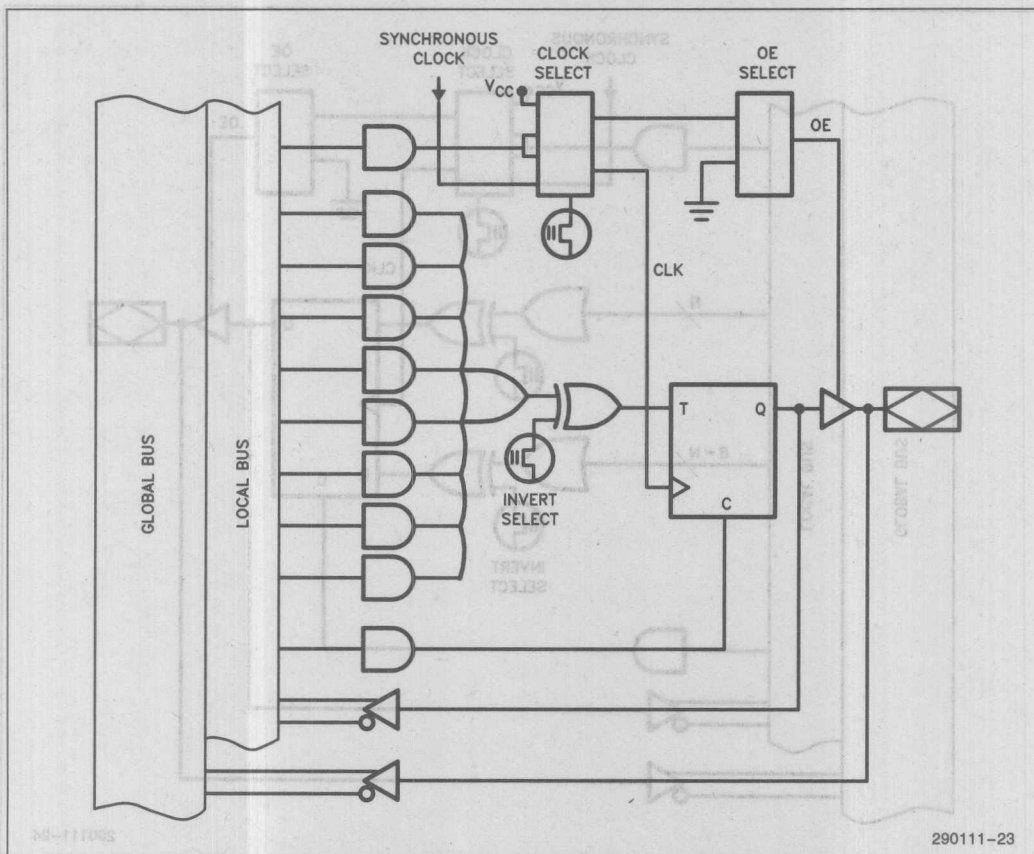 SYNCHRONOUS
CLOCK
CLOCK
SELECT
OE
SELECT
VCC
OE
CLK
GLOBAL BUS
LOCAL BUS
T
Q
C
INVERT
SELECT
290111-23